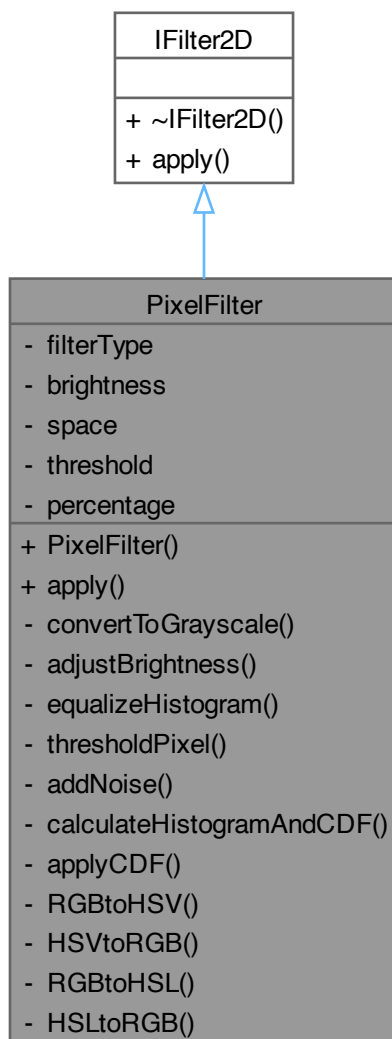 IFilter2D
+ ~IFilter2D()
+ apply()
PixelFilter
- filterType
- brightness
- space
- threshold
- percentage
+ PixelFilter()
+ apply()
- convertToGrayscale()
- adjustBrightness()
- equalizeHistogram()
- thresholdPixel()
- addNoise()
- calculateHistogramAndCDF()
- applyCDF()
- RGBtoHSV()
- HSVtoRGB()
- RGBtoHSL()
- HSLtoRGB()